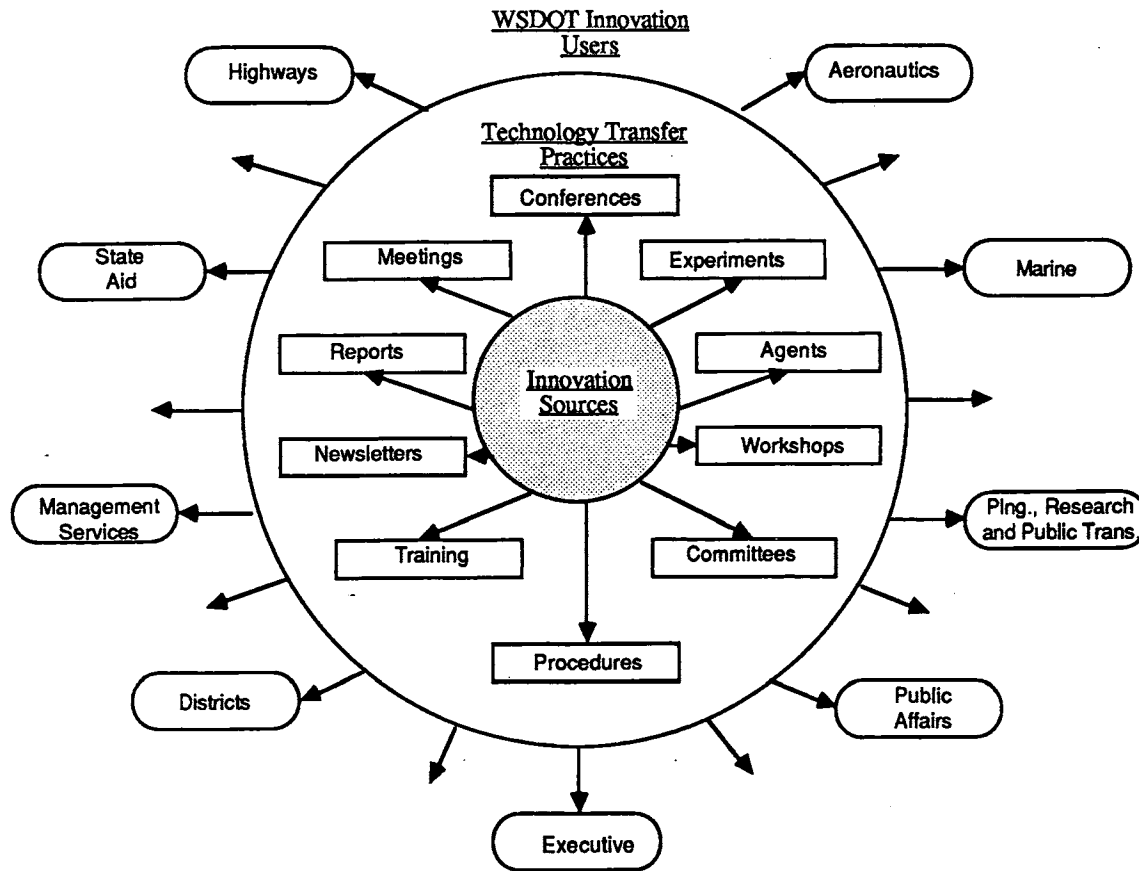 WSDOT Innovation
Users
Highways
Aeronautics
Technology Transfer
Practices
Conferences
Meetings
Experiments
State
Aid
Marine
Reports
Agents
Innovation
Sources
Newsletters
Workshops
Management
Services
Plng., Research
and Public Trans.
Training
Committees
Procedures
Districts
Public
Affairs
Executive